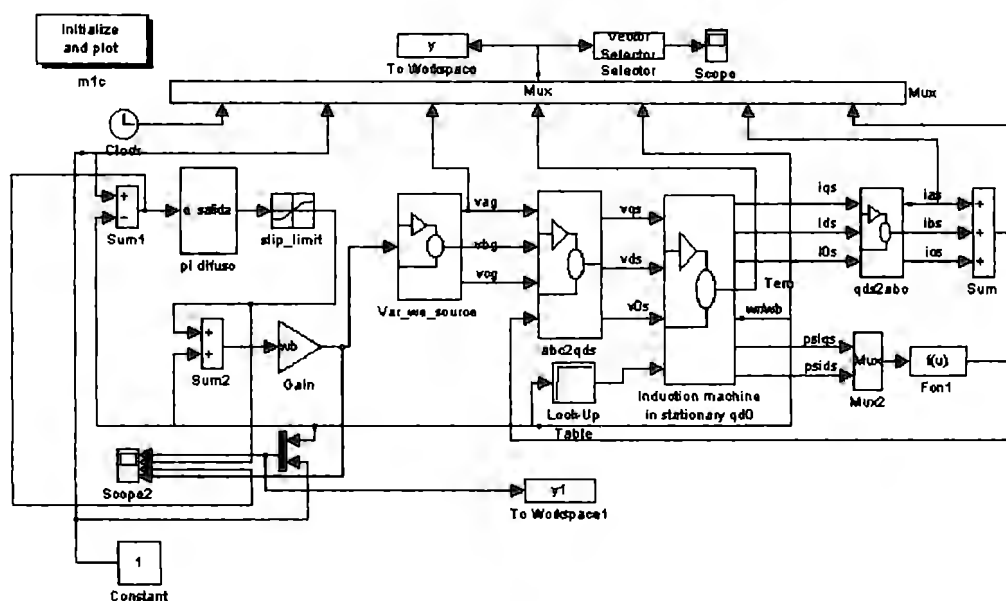 Initialize
and plot
m1c
y
To Workspace
Vector
Selector
Selector
Scope
Mux
Mux
Clock
Sum1
e salida
pi difuso
slip_limit
Sum2
Gain
Var_we_source
vag
vbg
vcg
abc2qds
vqs
vds
v0s
Look-Up
Table
Induction machine
in stationary qd0
iqs
ids
i0s
Tem
wr/wb
psiqs
psids
qds2abc
ias
ibs
ics
Sum
Mux
Mux2
f(u)
Fcn1
Scope2
y1
To Workspace1
1
Constant